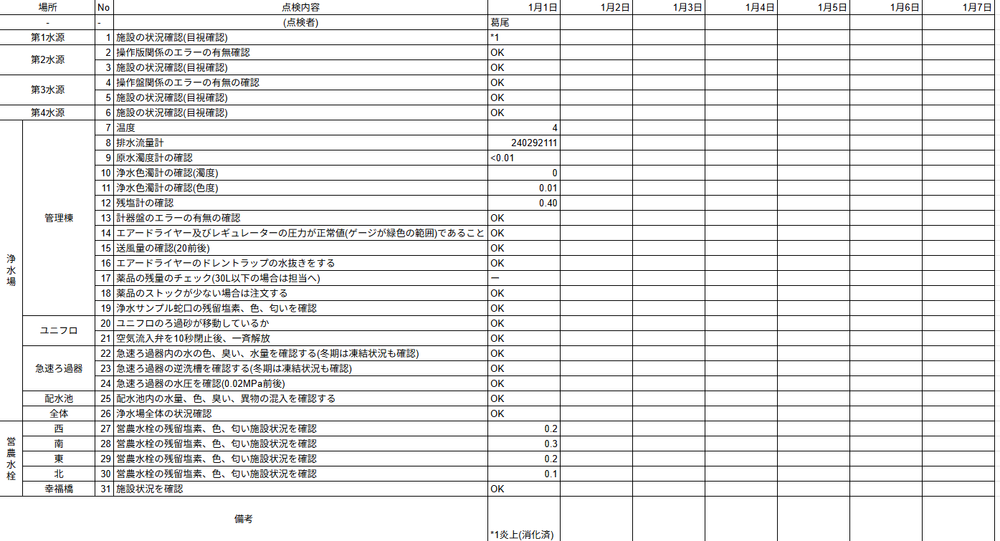 場所 No 点検内容 1月1日 1月2日 1月3日 1月4日 1月5日 1月6日 1月7日
- - (点検者) 葛尾
第1水源 1 施設の状況確認(目視確認) *1
第2水源 2 操作版関係のエラーの有無確認 OK
3 施設の状況確認(目視確認) OK
第3水源 4 操作盤関係のエラーの有無の確認 OK
5 施設の状況確認(目視確認) OK
第4水源 6 施設の状況確認(目視確認) OK
浄水場 管理棟 7 温度 4
8 排水流量計 240292111
9 原水濁度計の確認 <0.01
10 浄水色濁計の確認(濁度) 0
11 浄水色濁計の確認(色度) 0.01
12 残塩計の確認 0.40
13 計器盤のエラーの有無の確認 OK
14 エアードライヤー及びレギュレーターの圧力が正常値(ゲージが緑色の範囲)であること OK
15 送風量の確認(20前後) OK
16 エアードライヤーのドレントラップの水抜きをする OK
17 薬品の残量のチェック(30L以下の場合は担当へ) ー
18 薬品のストックが少ない場合は注文する OK
19 浄水サンプル蛇口の残留塩素、色、匂いを確認 OK
ユニフロ 20 ユニフロのろ過砂が移動しているか OK
21 空気流入弁を10秒閉止後、一斉解放 OK
急速ろ過器 22 急速ろ過器内の水の色、臭い、水量を確認する(冬期は凍結状況も確認) OK
23 急速ろ過器の逆洗槽を確認する(冬期は凍結状況も確認) OK
24 急速ろ過器の水圧を確認(0.02MPa前後) OK
配水池 25 配水池内の水量、色、臭い、異物の混入を確認する OK
全体 26 浄水場全体の状況確認 OK
営農水栓 西 27 営農水栓の残留塩素、色、匂い施設状況を確認 0.2
南 28 営農水栓の残留塩素、色、匂い施設状況を確認 0.3
東 29 営農水栓の残留塩素、色、匂い施設状況を確認 0.2
北 30 営農水栓の残留塩素、色、匂い施設状況を確認 0.1
幸福橋 31 施設状況を確認 OK
備考 *1炎上(消化済)